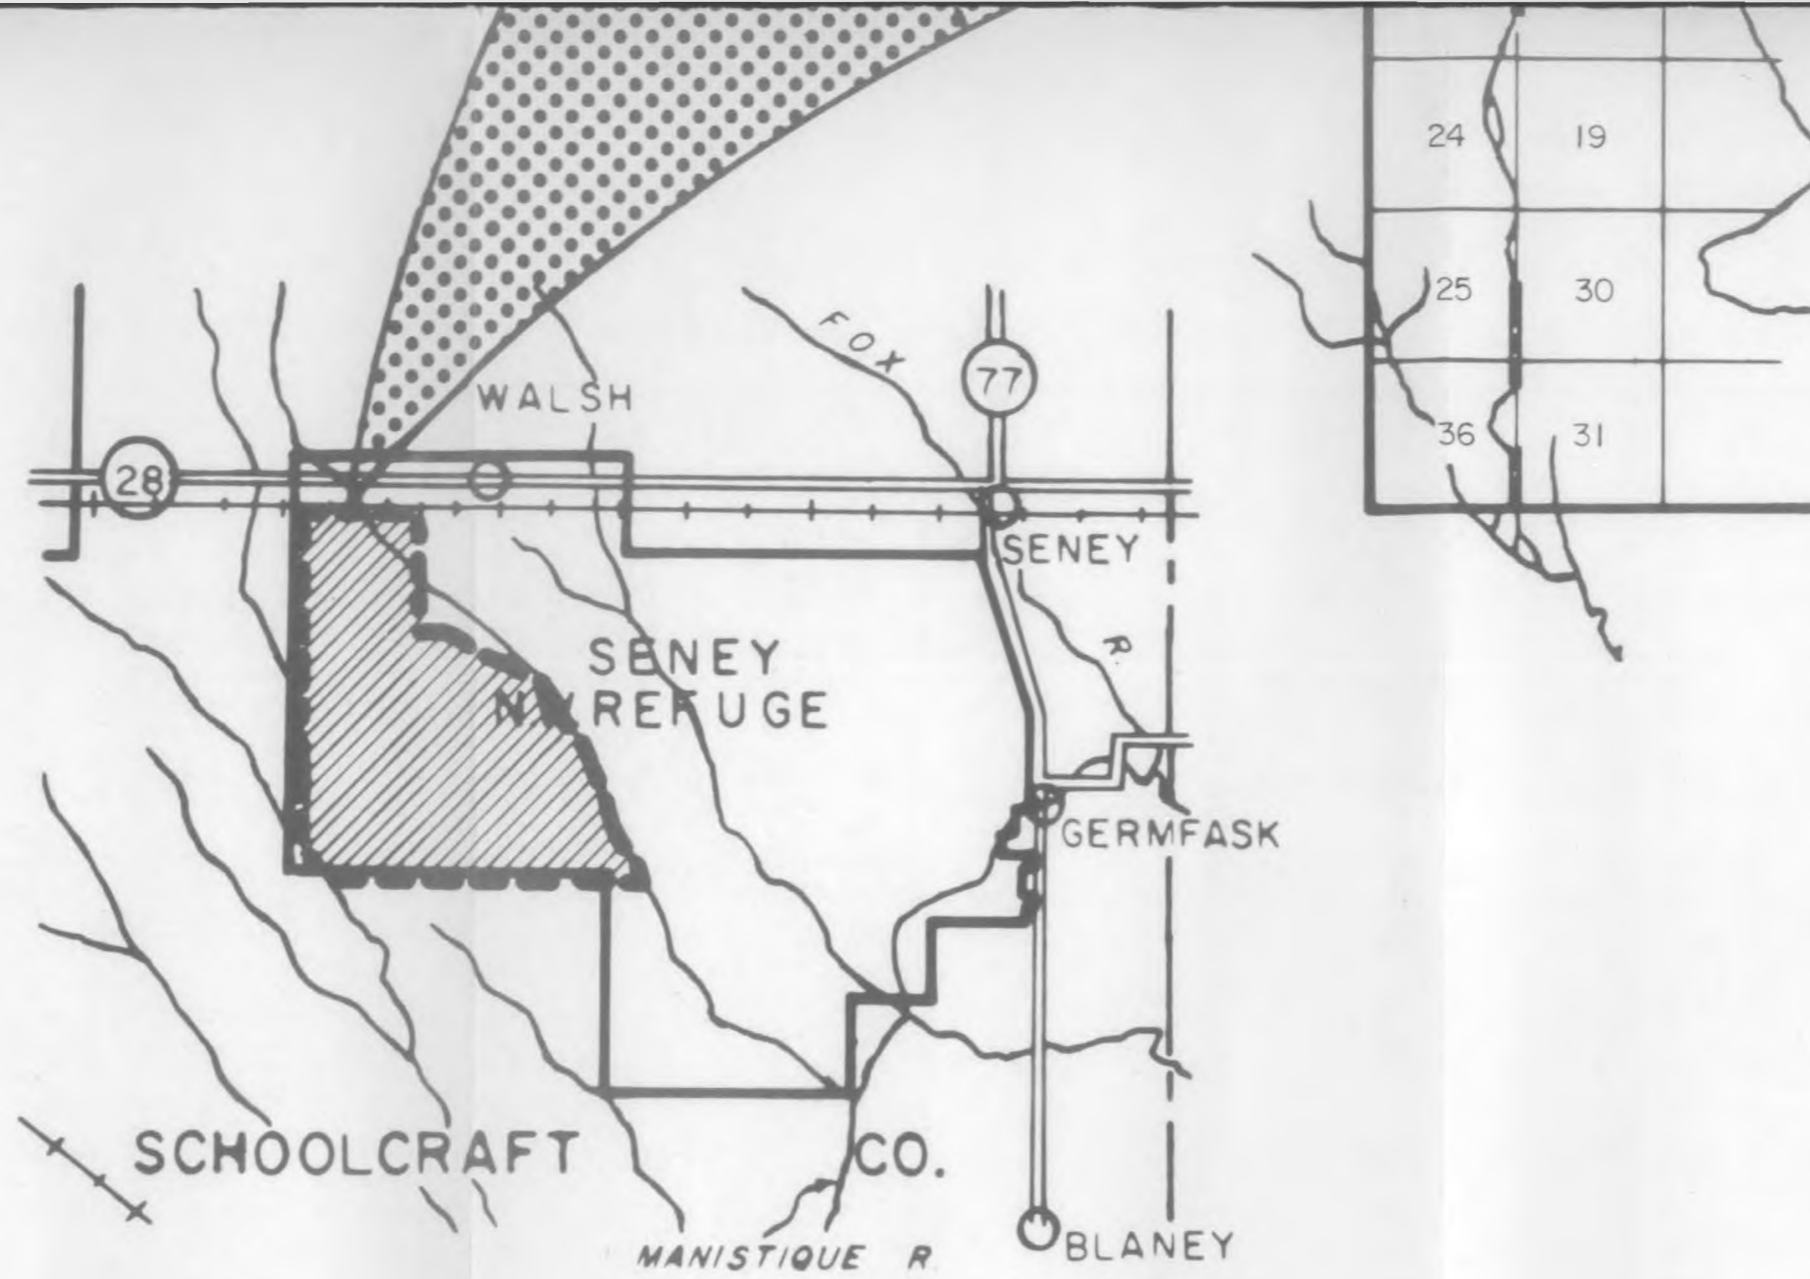 24 19
25 30
36 31
FOX
77
WALSH
28
SENEY
R.
SENEY
REFUGE
GERMFASK
SCHOOLCRAFT CO.
MANISTIQUE R.
BLANEY